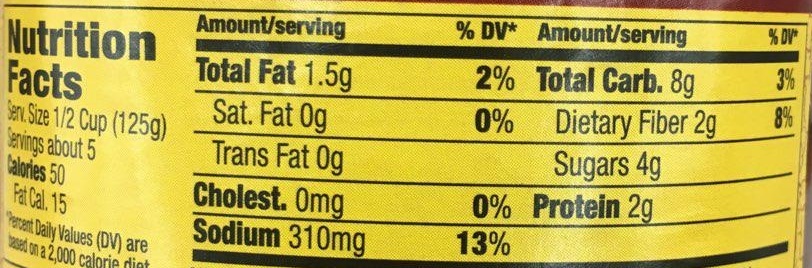 Nutrition
Facts
Serv. Size 1/2 Cup (125g)
Servings about 5
Calories 50
Fat Cal. 15
*Percent Daily Values (DV) are
based on a 2,000 calorie diet
Amount/serving % DV* Amount/serving % DV*
Total Fat 1.5g 2% Total Carb. 8g 3%
Sat. Fat 0g 0% Dietary Fiber 2g 8%
Trans Fat 0g Sugars 4g
Cholest. 0mg 0% Protein 2g
Sodium 310mg 13%